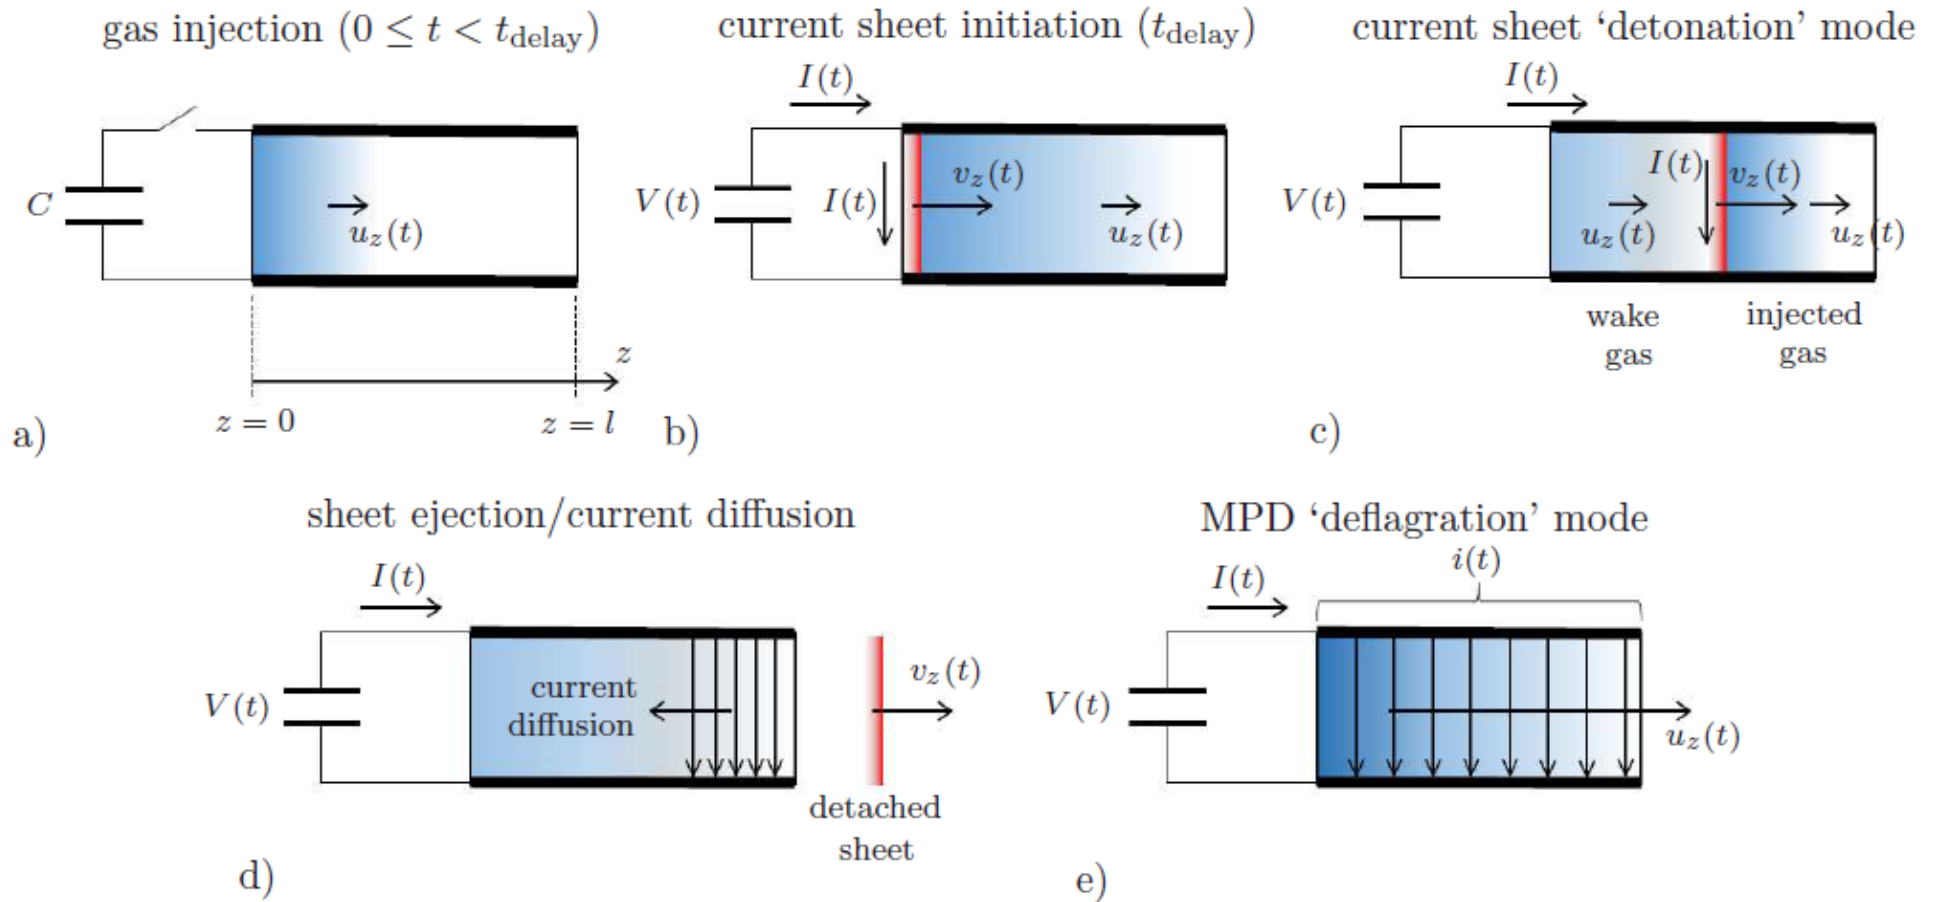 gas injection (0 ≤ t < t_delay)
C
u_z(t)
z
z = 0
z = l
a)
current sheet initiation (t_delay)
I(t)
V(t)
I(t)
v_z(t)
u_z(t)
b)
current sheet 'detonation' mode
I(t)
V(t)
I(t)
v_z(t)
u_z(t)
u_z(t)
wake
gas
injected
gas
c)
sheet ejection/current diffusion
I(t)
V(t)
current
diffusion
v_z(t)
detached
sheet
d)
MPD 'deflagration' mode
i(t)
I(t)
V(t)
u_z(t)
e)